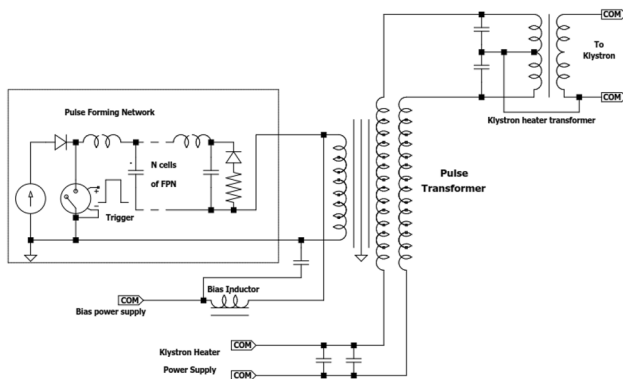 COM
To
Klystron
COM
Klystron heater transformer
Pulse Forming Network
N cells
of FPN
+
−
Trigger
Pulse
Transformer
Bias Inductor
COM
Bias power supply
Klystron Heater
COM
Power Supply
COM